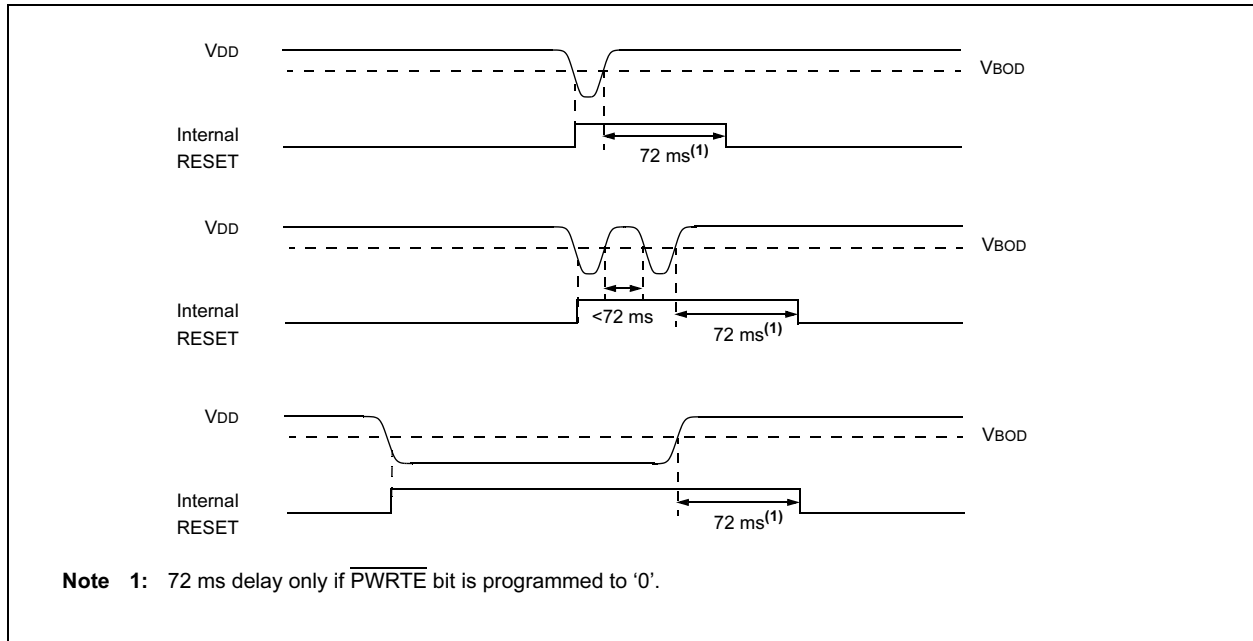 VDD
VBOD
Internal
RESET
72 ms(1)
VDD
VBOD
Internal
RESET
<72 ms
72 ms(1)
VDD
VBOD
Internal
RESET
72 ms(1)
Note 1: 72 ms delay only if PWRTE bit is programmed to ‘0’.